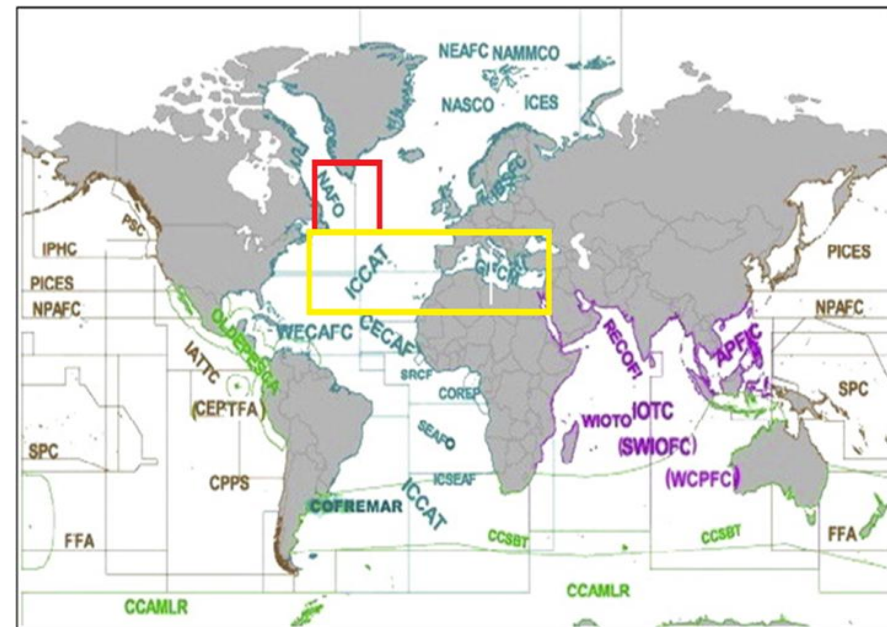 NEAFC NAMMCO
NASCO ICES
IBSFC
NAFO
PSC
IPHC
PICES
PICES
NPAFC
NPAFC
ICCAT
GFCM
OLDEPESCA
WECAFC
CECAF
RECOFI
APFIC
IATTC
SRCF
COREP
SPC
(CEPTFA)
WIOTO
IOTC
SEAFO
(SWIOFC)
SPC
CPPS
ICSEAF
(WCPFC)
ICCAT
COFREMAR
FFA
CCSBT
CCSBT
FFA
CCAMLR
CCAMLR